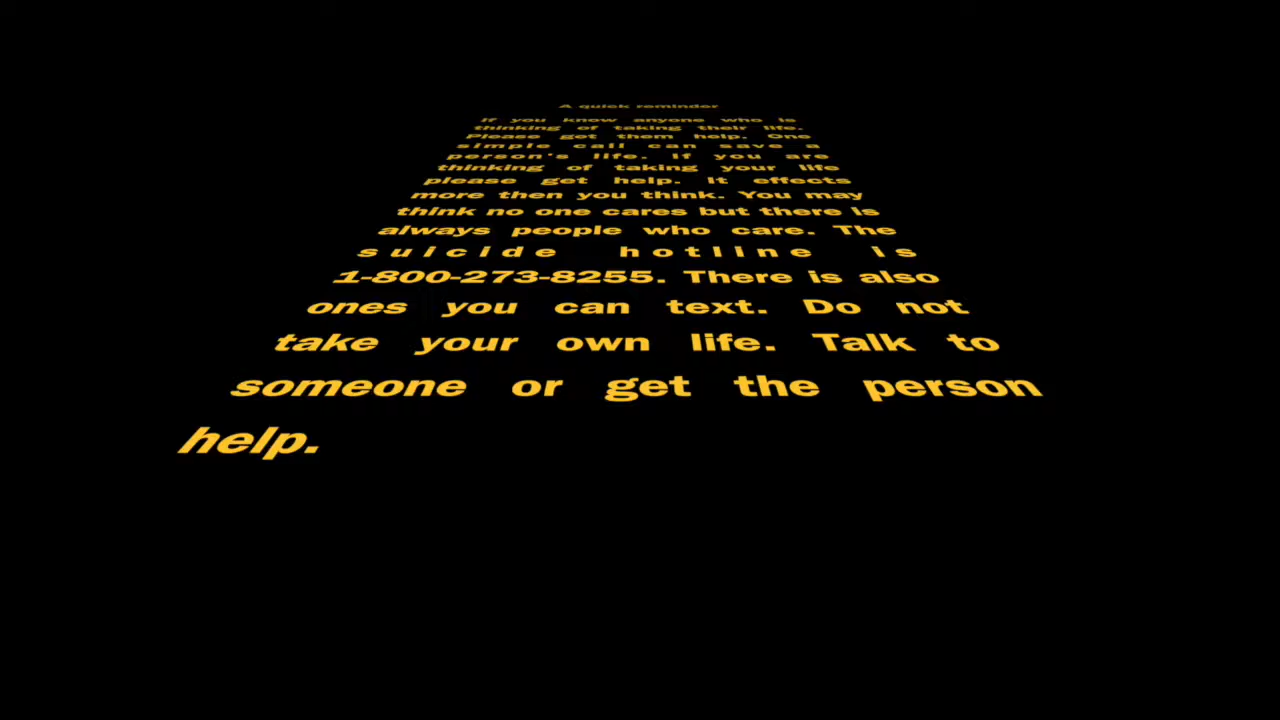 A quick reminder
If you know anyone who is
thinking of taking their life.
Please get them help. One
simple call can save a
person's life. If you are
thinking of taking your life
please get help. It effects
more then you think. You may
think no one cares but there is
always people who care. The
suicide hotline is
1-800-273-8255. There is also
ones you can text. Do not
take your own life. Talk to
someone or get the person
help.